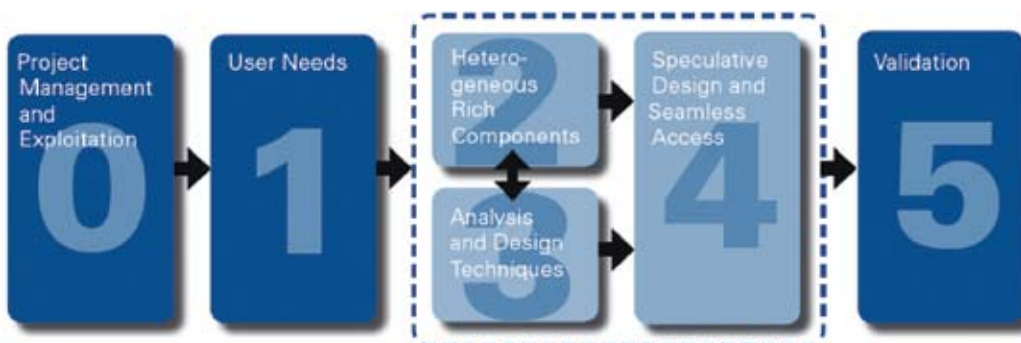 Project
Management
and
Exploitation
0
User Needs
1
Hetero-
geneous
Rich
Components
2
Analysis
and Design
Techniques
3
Speculative
Design and
Seamless
Access
4
Validation
5